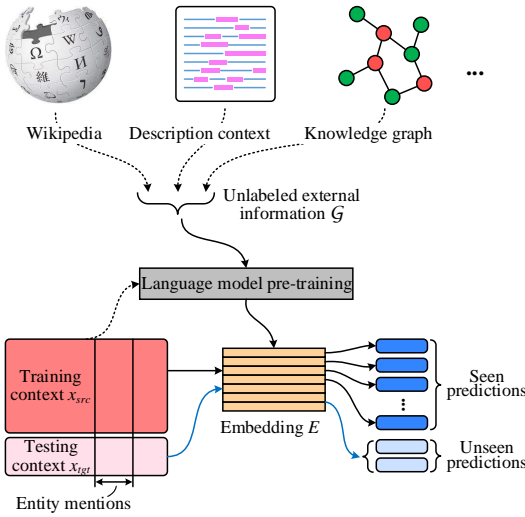 Ω
W
И
維
Wikipedia
Description context
Knowledge graph
...
Unlabeled external
information 𝒢
Language model pre-training
Training
context x_src
Testing
context x_tgt
Entity mentions
Embedding E
...
Seen
predictions
Unseen
predictions